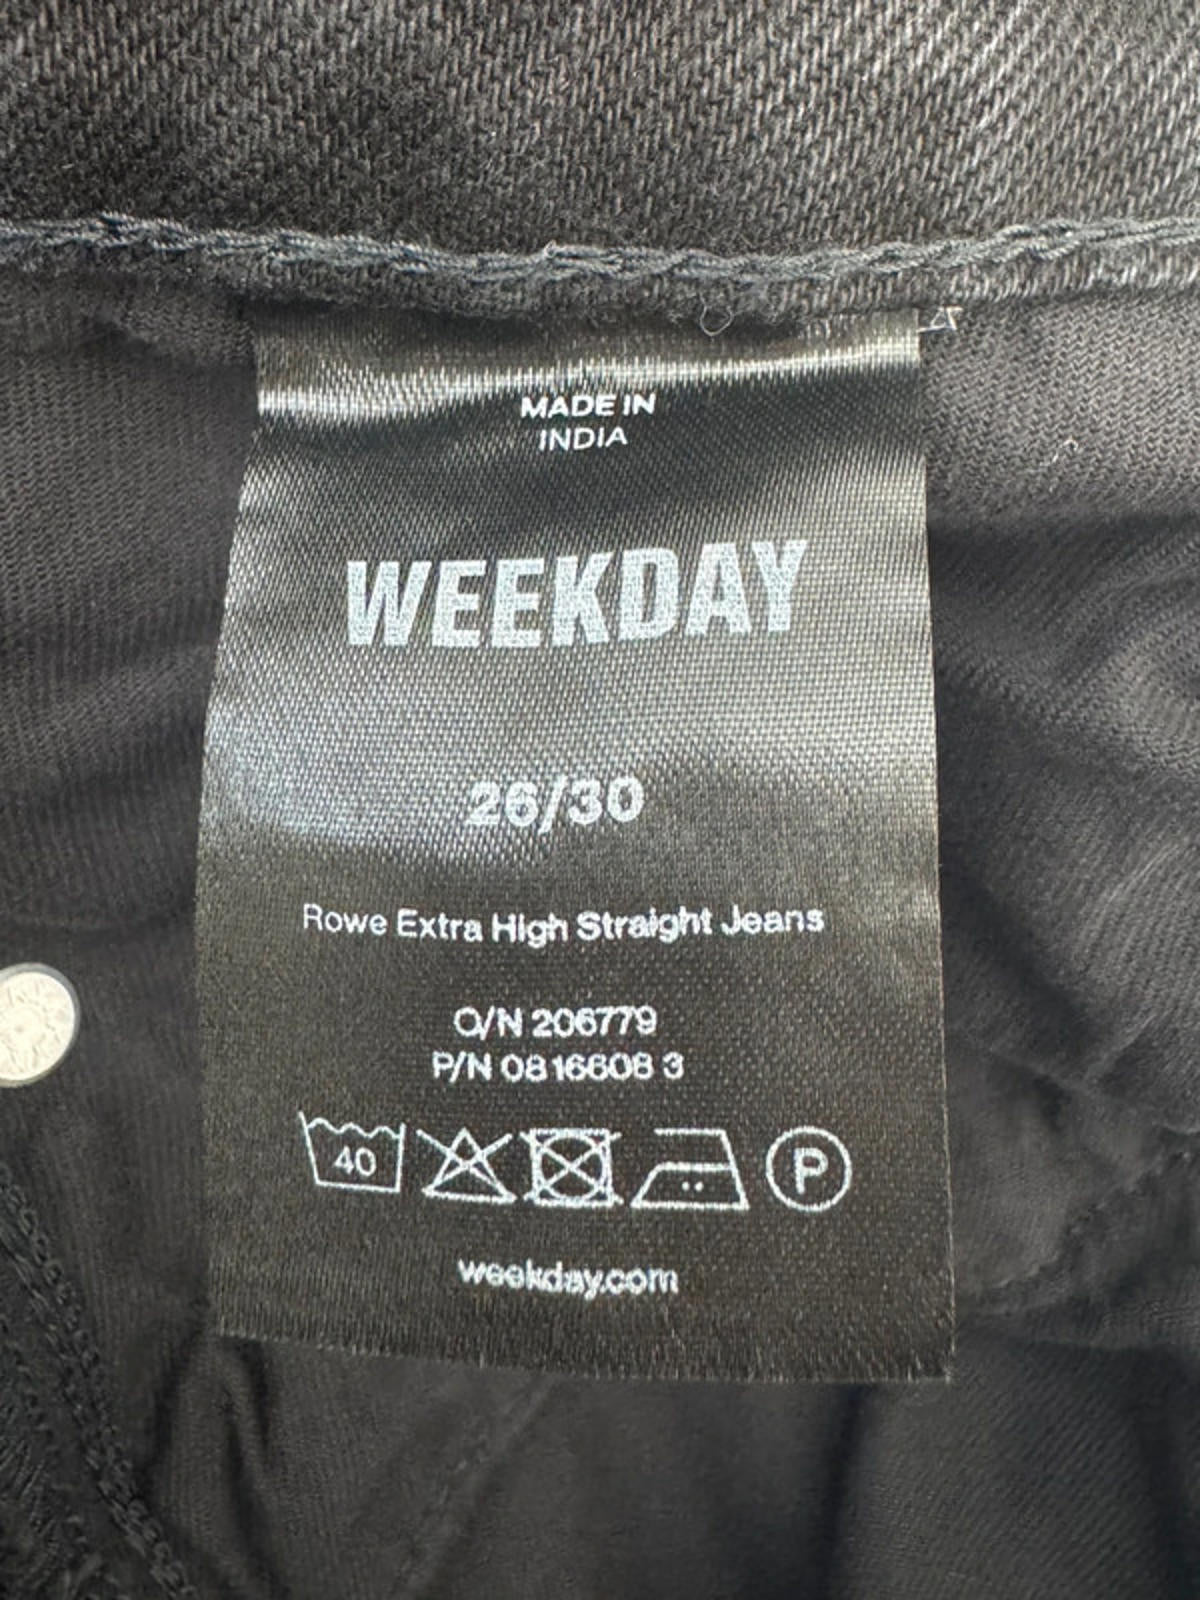 MADE IN
INDIA
WEEKDAY
26/30
Rowe Extra High Straight Jeans
O/N 206779
P/N 0816608 3
40
P
weekday.com